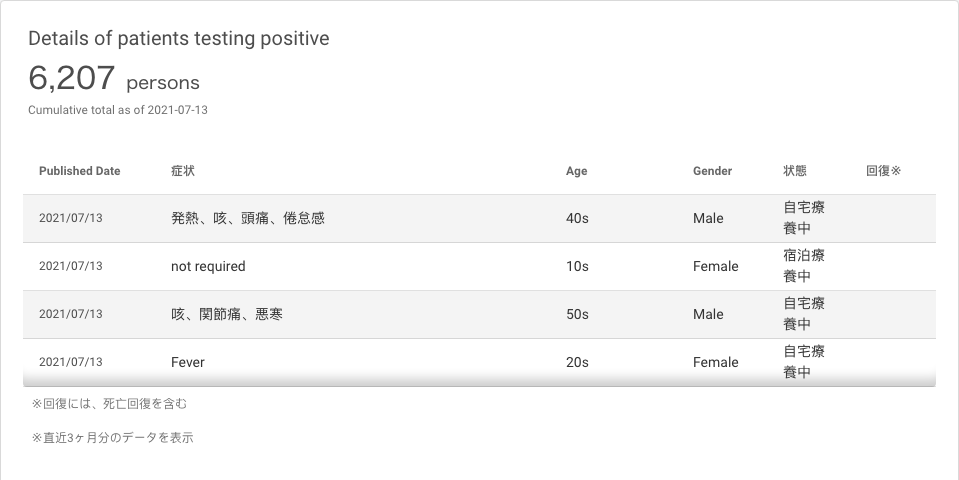 Details of patients testing positive
6,207 persons
Cumulative total as of 2021-07-13
Published Date 症状 Age Gender 状態 回復※
2021/07/13 発熱、咳、頭痛、倦怠感 40s Male 自宅療
養中
2021/07/13 not required 10s Female 宿泊療
養中
2021/07/13 咳、関節痛、悪寒 50s Male 自宅療
養中
2021/07/13 Fever 20s Female 自宅療
養中
※回復には、死亡回復を含む
※直近3ヶ月分のデータを表示